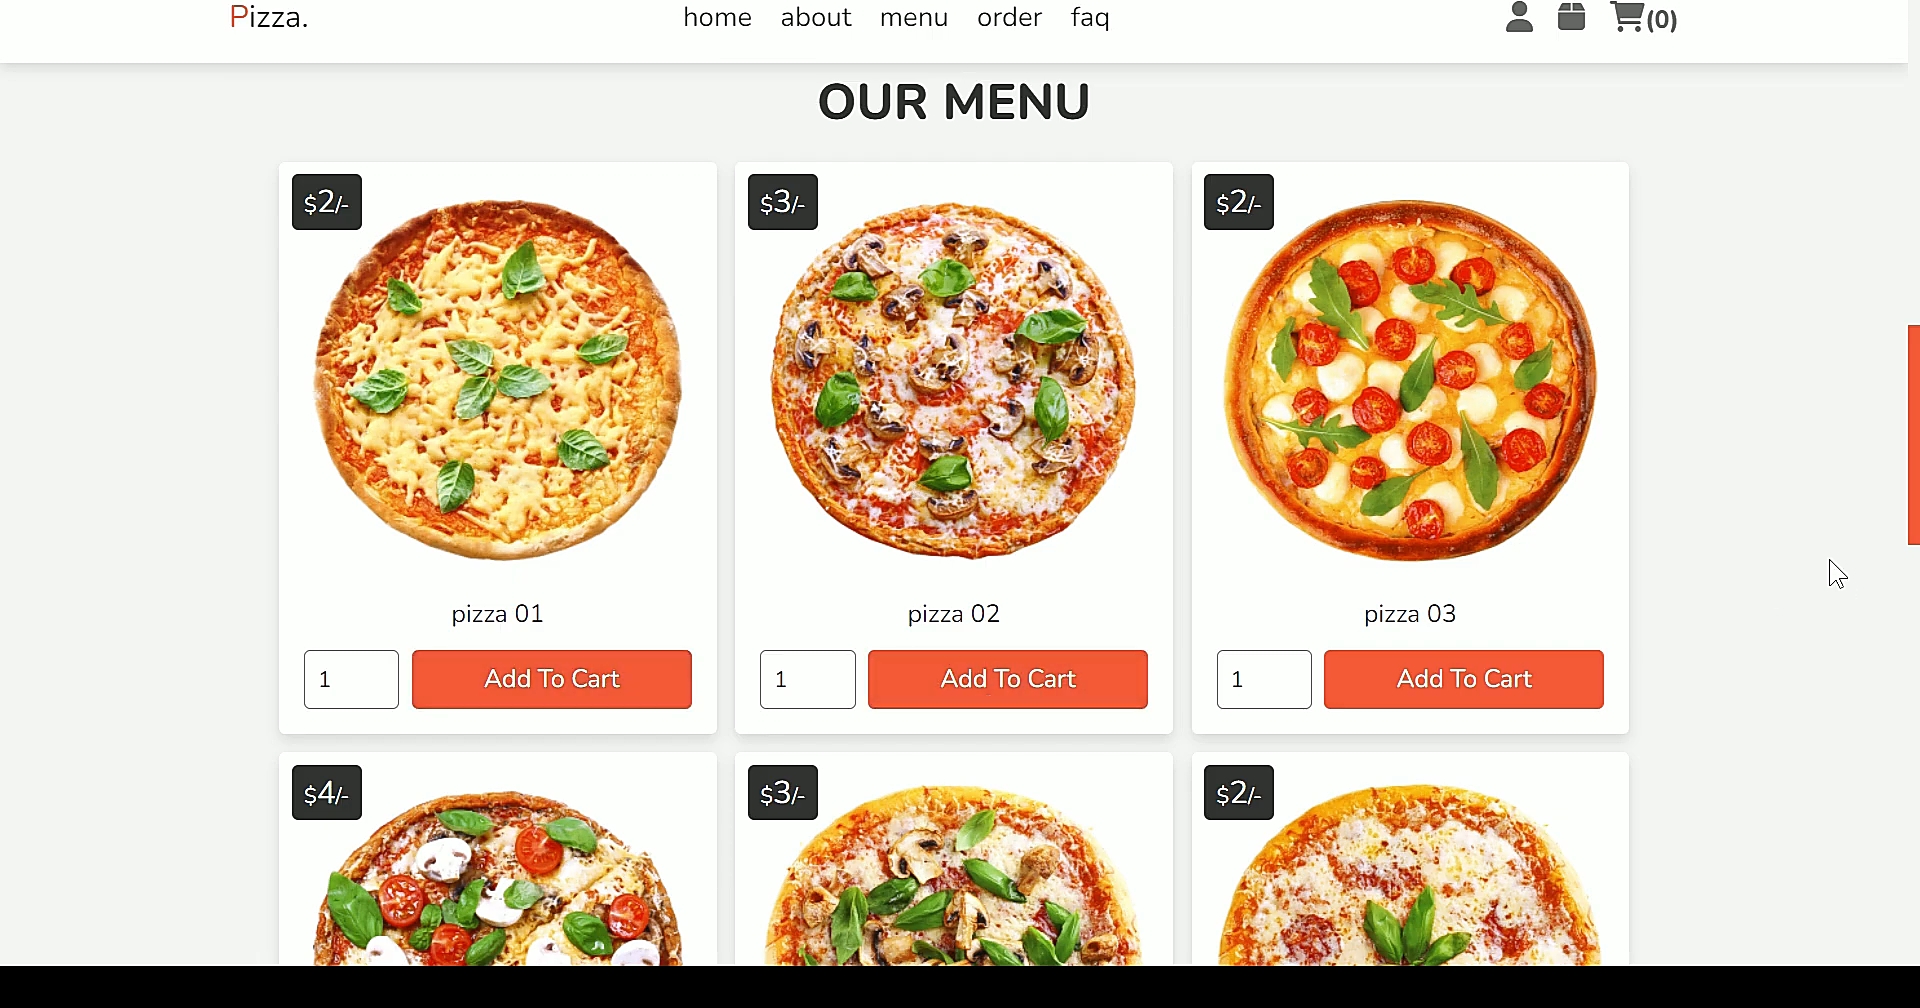 Pizza. home about menu order faq (0)
OUR MENU
$2/- $3/- $2/-
pizza 01 pizza 02 pizza 03
1 Add To Cart 1 Add To Cart 1 Add To Cart
$4/- $3/- $2/-